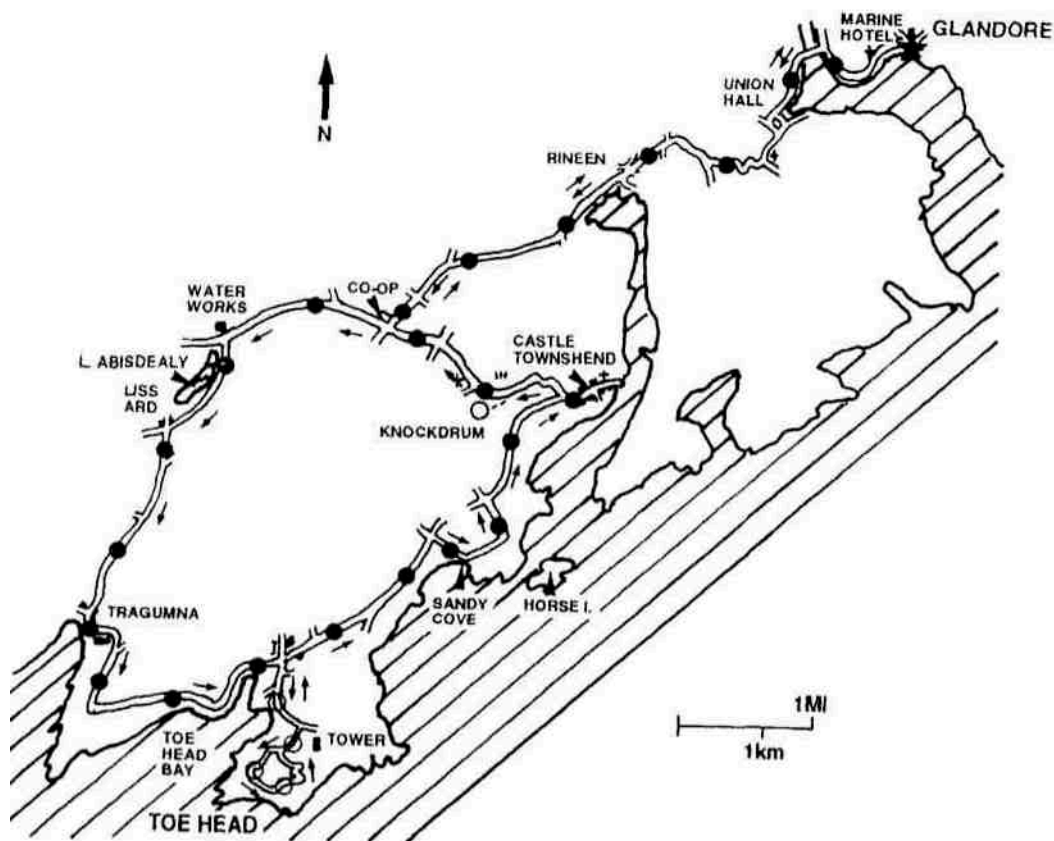 MARINE
HOTEL
GLANDORE
N
UNION
HALL
RINEEN
WATER
WORKS
CO-OP
L. ABISDEALY
LISS
ARD
CASTLE
TOWNSHEND
KNOCKDRUM
TRAGUMNA
SANDY
COVE
HORSE I.
TOE
HEAD
BAY
TOWER
1MI
1km
TOE HEAD